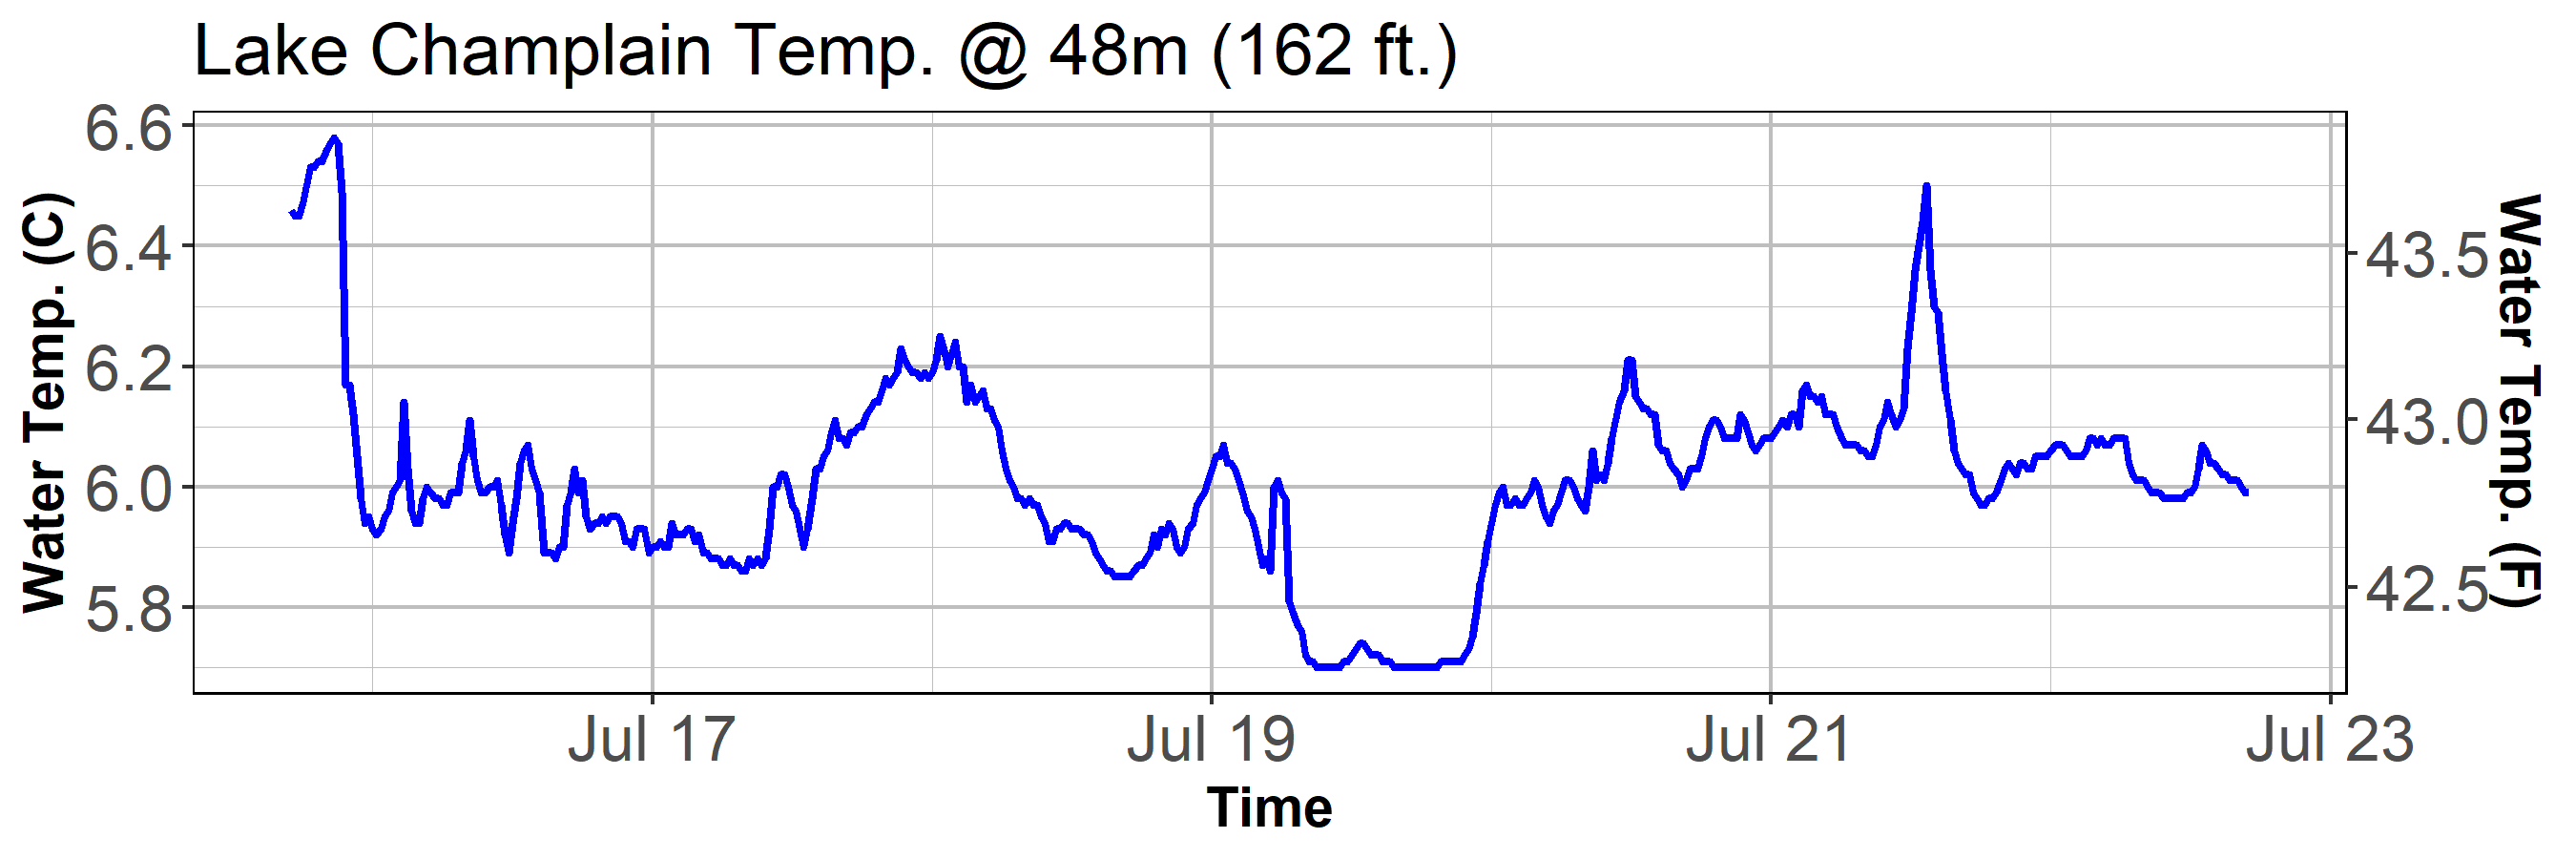 Lake Champlain Temp. @ 48m (162 ft.)
Water Temp. (C)
6.6
6.4
6.2
6.0
5.8
43.5
43.0
42.5
Water Temp. (F)
Jul 17 Jul 19 Jul 21 Jul 23
Time